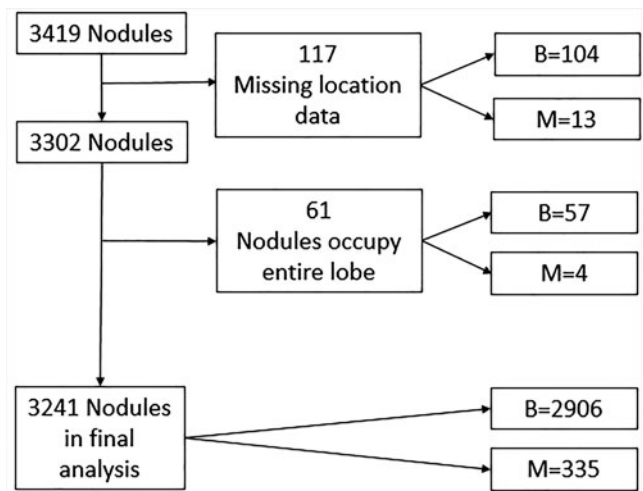 3419 Nodules
117
Missing location
data
B=104
M=13
3302 Nodules
61
Nodules occupy
entire lobe
B=57
M=4
3241 Nodules
in final
analysis
B=2906
M=335